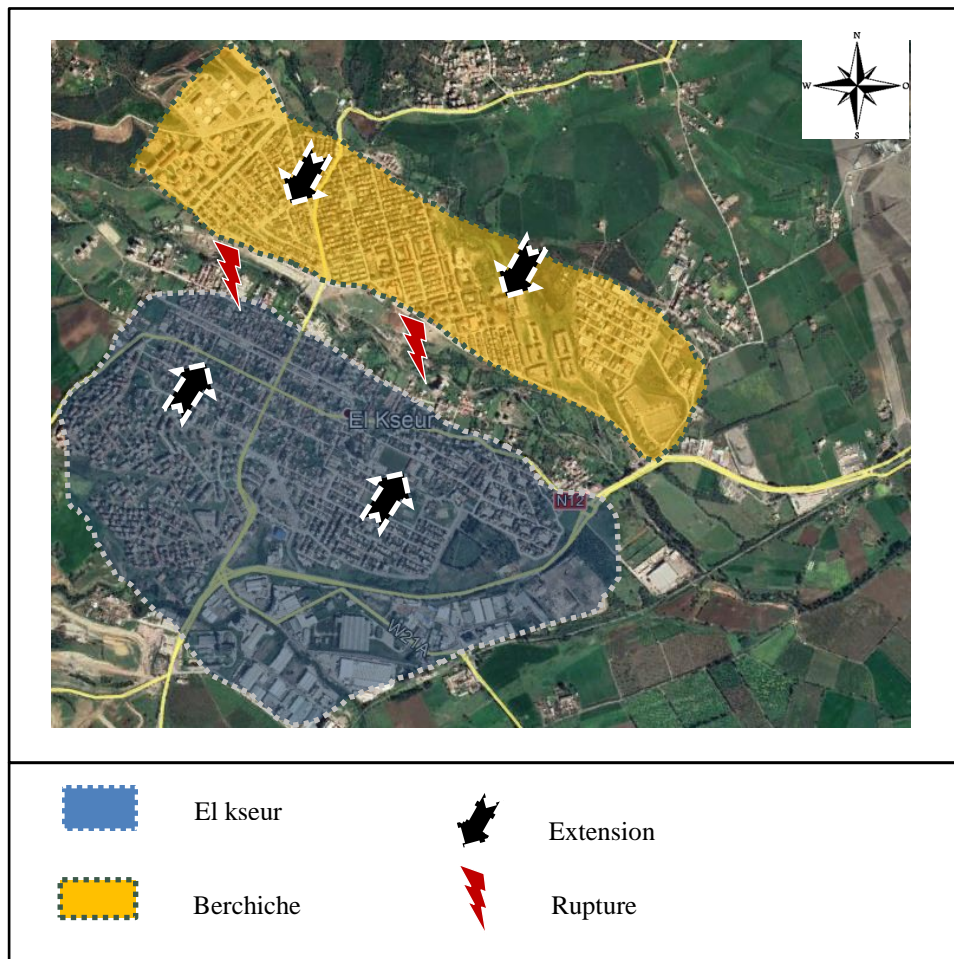 N
W O
S
El Kseur
N12
W21A
El kseur
Extension
Berchiche
Rupture